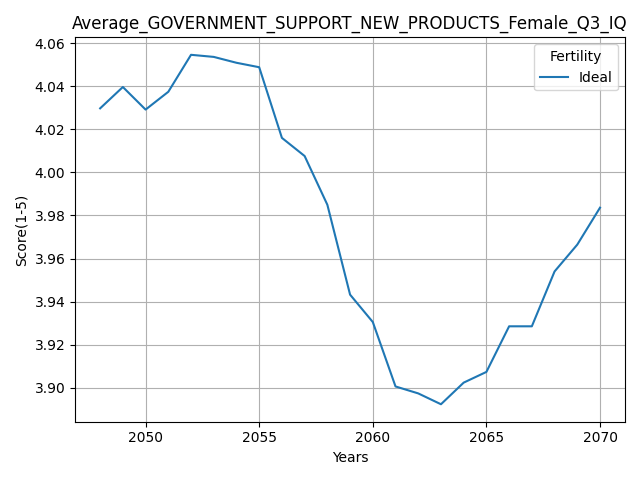 Average_GOVERNMENT_SUPPORT_NEW_PRODUCTS_Female_Q3_IQ
4.06
4.04
4.02
4.00
3.98
3.96
3.94
3.92
3.90
Score(1-5)
Fertility
Ideal
2050 2055 2060 2065 2070
Years